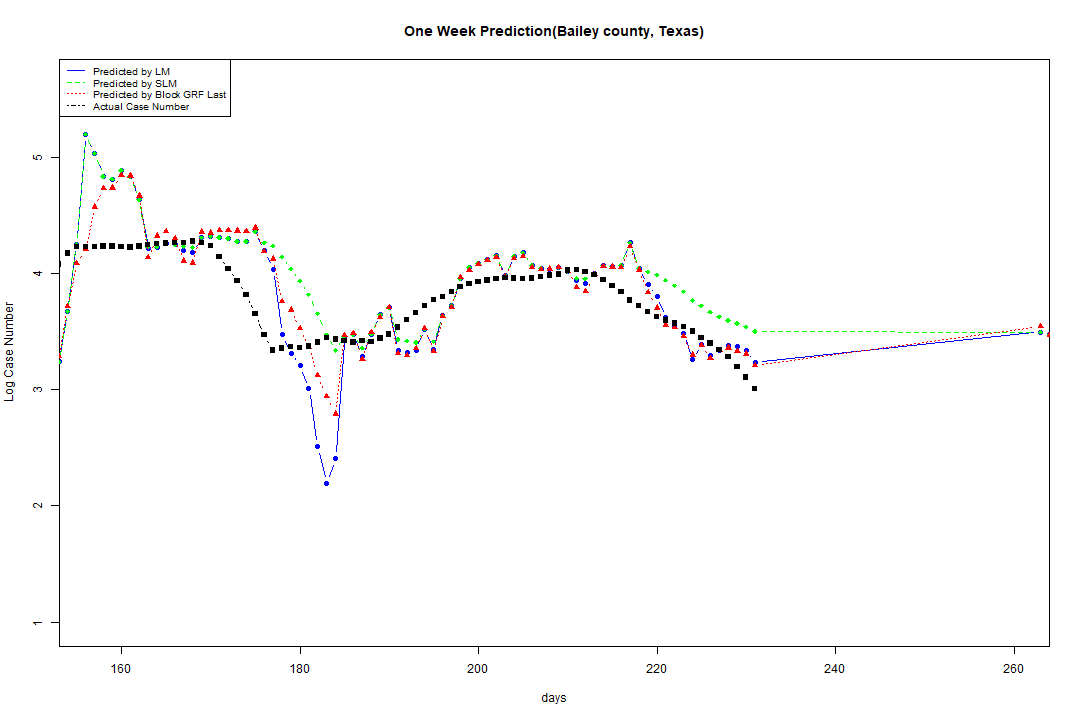 One Week Prediction(Bailey county, Texas)
Predicted by LM
Predicted by SLM
Predicted by Block GRF Last
Actual Case Number
5
4
3
2
1
Log Case Number
160 180 200 220 240 260
days